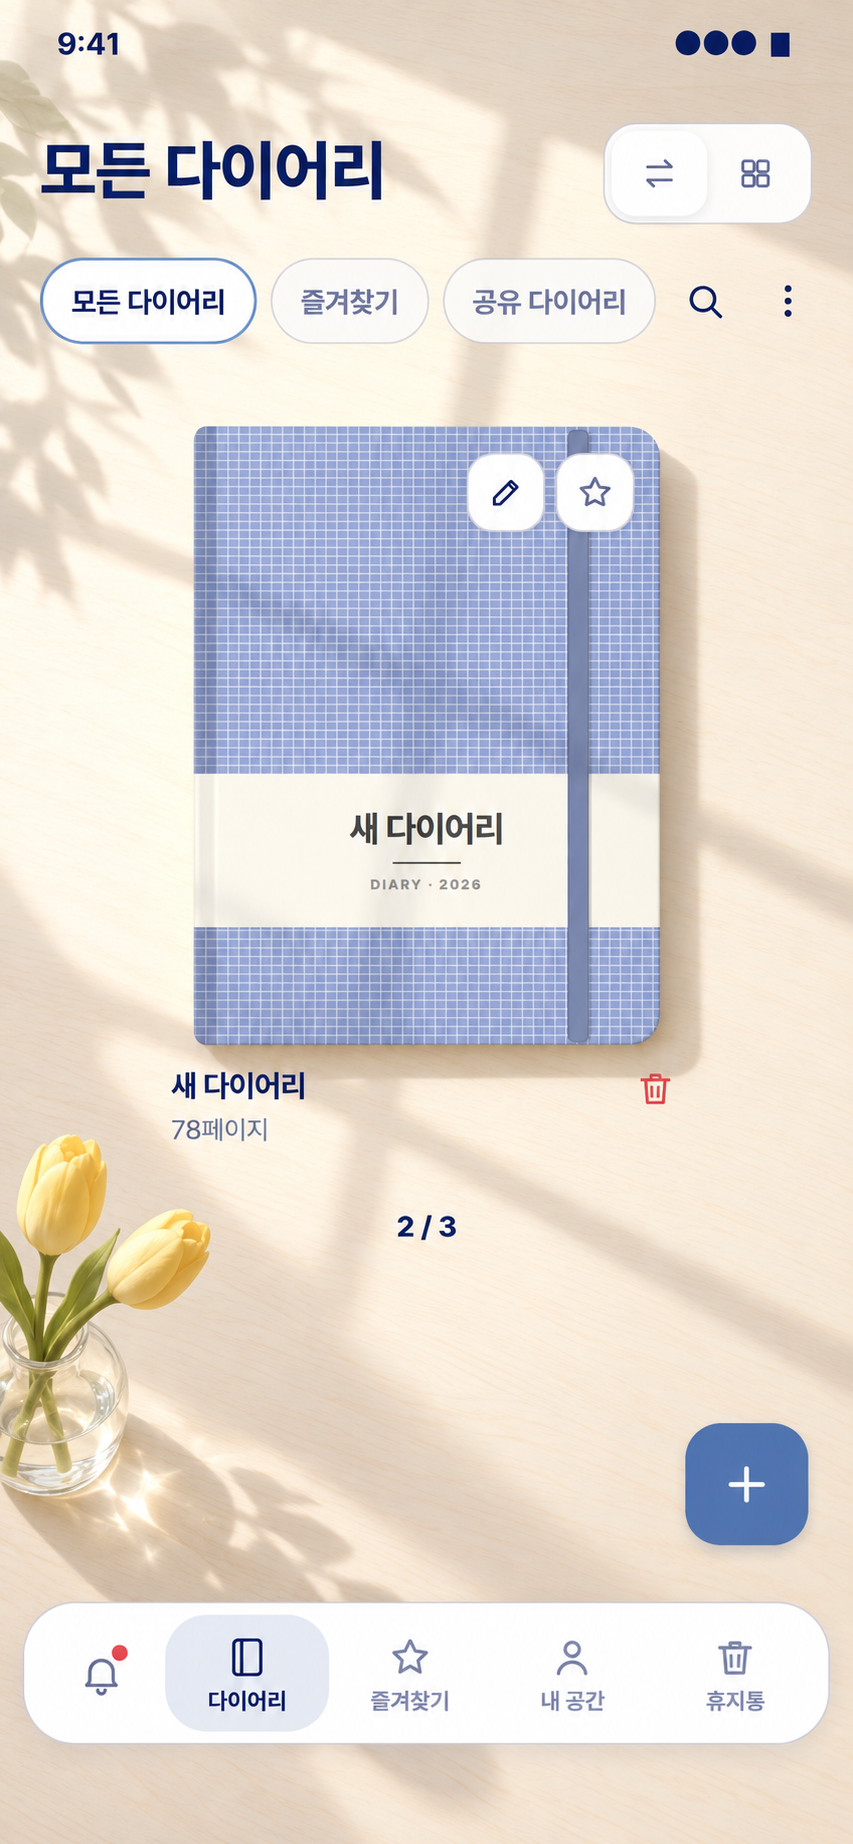 9:41
모든 다이어리
모든 다이어리 즐겨찾기 공유 다이어리
새 다이어리
DIARY · 2026
새 다이어리
78페이지
2 / 3
다이어리 즐겨찾기 내 공간 휴지통